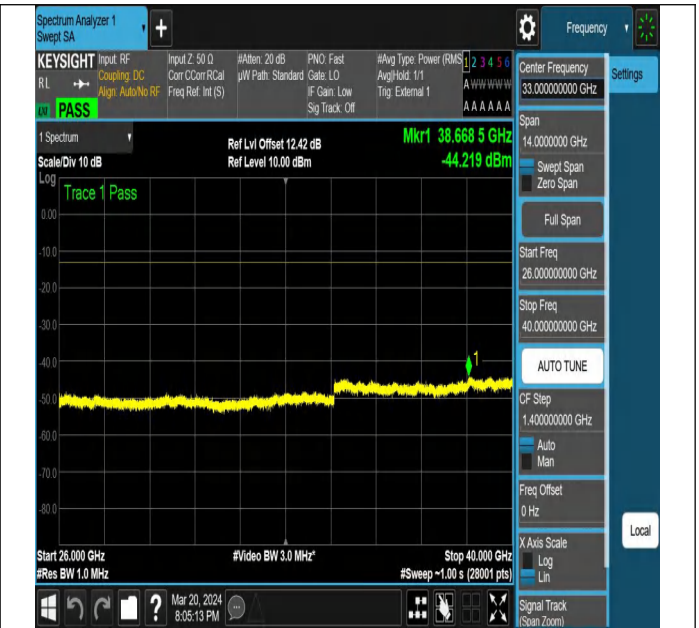 Spectrum Analyzer 1
Swept SA
+
Frequency
KEYSIGHT
Input: RF
Input Z: 50 Ω
#Atten: 20 dB
PNO: Fast
#Avg Type: Power (RMS
1 2 3 4 5 6
RL
Coupling: DC
Corr CCorr RCal
µW Path: Standard
Gate: LO
Avg|Hold: 1/1
A W W W W W
Align: Auto/No RF
Freq Ref: Int (S)
IF Gain: Low
Trig: External 1
Sig Track: Off
A A A A A A
PASS
1 Spectrum
Scale/Div 10 dB
Ref Lvl Offset 12.42 dB
Ref Level 10.00 dBm
Mkr1 38.668 5 GHz
-44.219 dBm
Log
Trace 1 Pass
0.00
-10.0
-20.0
-30.0
-40.0
-50.0
-60.0
-70.0
-80.0
1
Start 26.000 GHz
#Video BW 3.0 MHz*
Stop 40.000 GHz
#Res BW 1.0 MHz
#Sweep ~1.00 s (28001 pts)
Mar 20, 2024
8:05:13 PM
?
Center Frequency
33.000000000 GHz
Settings
Span
14.0000000 GHz
Swept Span
Zero Span
Full Span
Start Freq
26.000000000 GHz
Stop Freq
40.000000000 GHz
AUTO TUNE
CF Step
1.400000000 GHz
Auto
Man
Freq Offset
0 Hz
X Axis Scale
Log
Lin
Local
Signal Track
(Span Zoom)